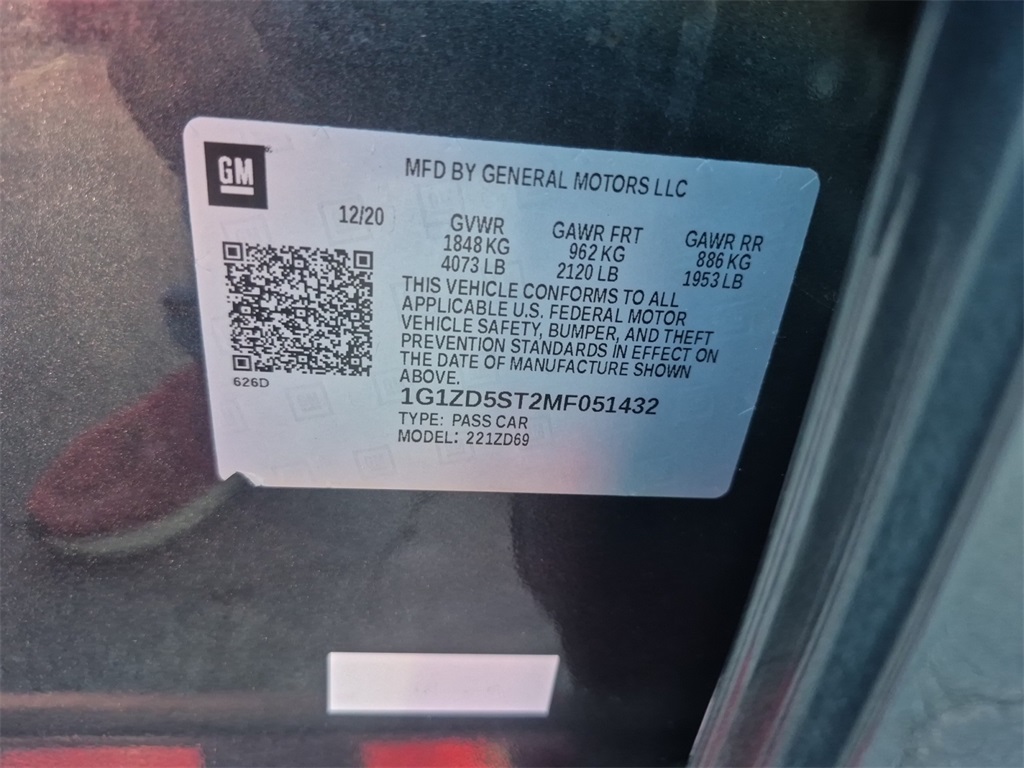 GM
MFD BY GENERAL MOTORS LLC
12/20
GVWR GAWR FRT GAWR RR
1848 KG 962 KG 886 KG
4073 LB 2120 LB 1953 LB
THIS VEHICLE CONFORMS TO ALL
APPLICABLE U.S. FEDERAL MOTOR
VEHICLE SAFETY, BUMPER, AND THEFT
PREVENTION STANDARDS IN EFFECT ON
THE DATE OF MANUFACTURE SHOWN
ABOVE.
626D
1G1ZD5ST2MF051432
TYPE: PASS CAR
MODEL: 221ZD69